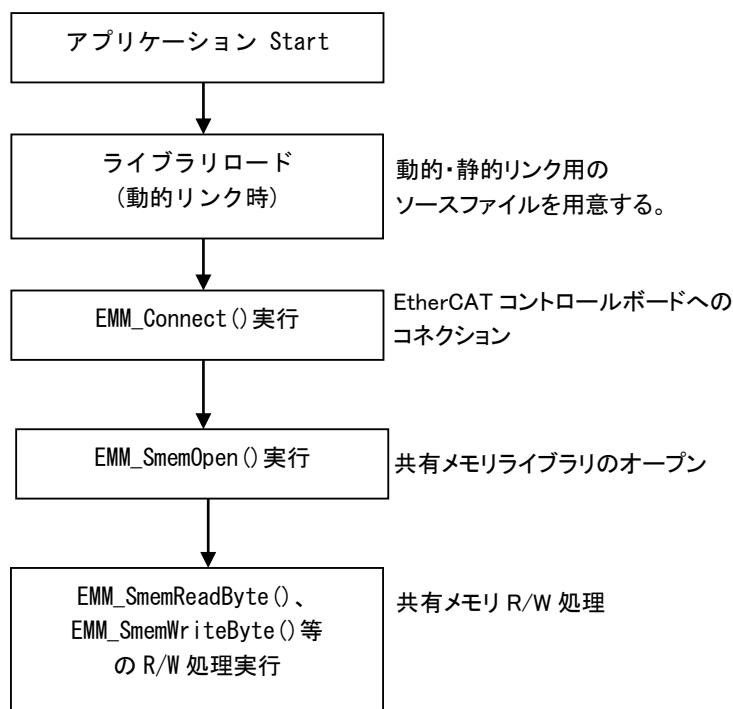 アプリケーション Start
ライブラリロード
(動的リンク時)
動的・静的リンク用の
ソースファイルを用意する。
EMM_Connect()実行
EtherCAT コントロールボードへの
コネクション
EMM_SmemOpen()実行
共有メモリライブラリのオープン
EMM_SmemReadByte()、
EMM_SmemWriteByte()等
の R/W 処理実行
共有メモリ R/W 処理